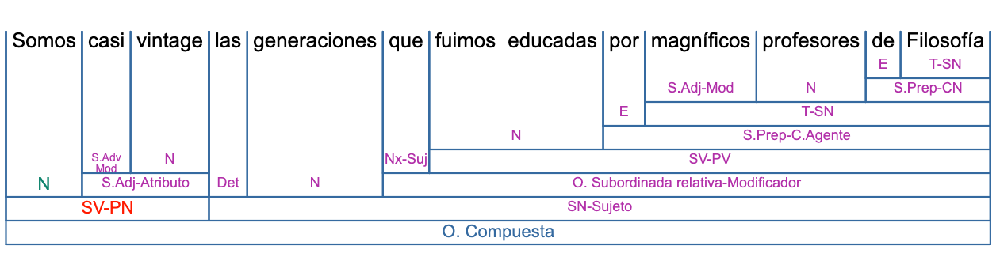 Somos casi vintage las generaciones que fuimos educadas por magníficos profesores de Filosofía
E T-SN
S.Adj-Mod N S.Prep-CN
E T-SN
N S.Prep-C.Agente
S.Adv
Mod N Nx-Suj SV-PV
N S.Adj-Atributo Det N O. Subordinada relativa-Modificador
SV-PN SN-Sujeto
O. Compuesta